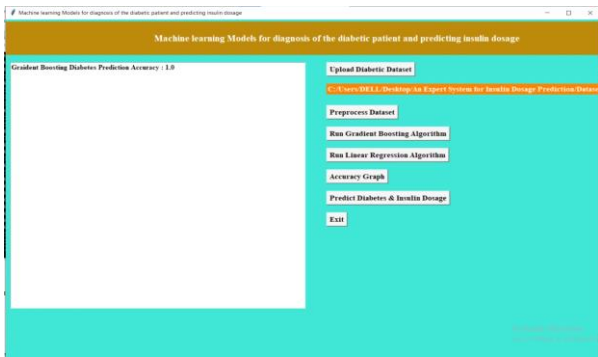 Machine learning Models for diagnosis of the diabetic patient and predicting insulin dosage
Machine learning Models for diagnosis of the diabetic patient and predicting insulin dosage
Graident Boosting Diabetes Prediction Accuracy : 1.0
Upload Diabetic Dataset
C:/Users/DELL/Desktop/An Expert System for Insulin Dosage Prediction/Datase
Preprocess Dataset
Run Gradient Boosting Algorithm
Run Linear Regression Algorithm
Accuracy Graph
Predict Diabetes & Insulin Dosage
Exit